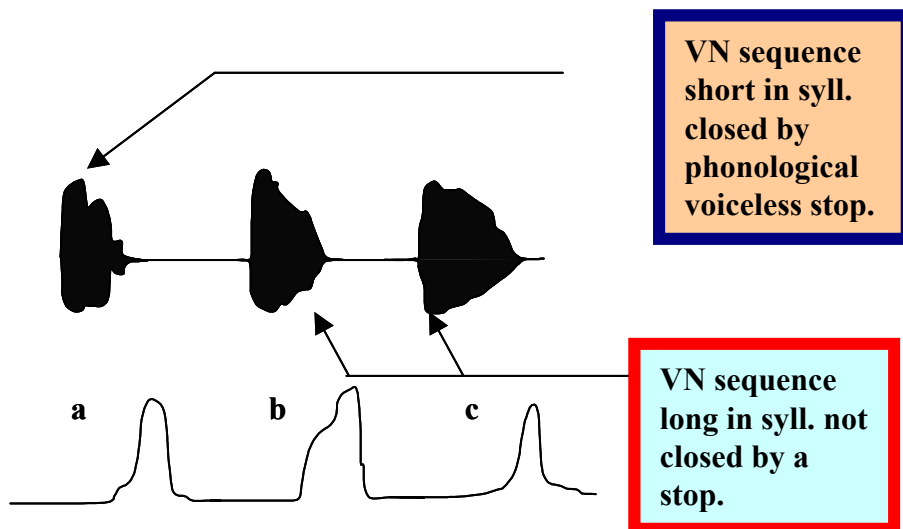 VN sequence
short in syll.
closed by
phonological
voiceless stop.
a b c
VN sequence
long in syll. not
closed by a
stop.